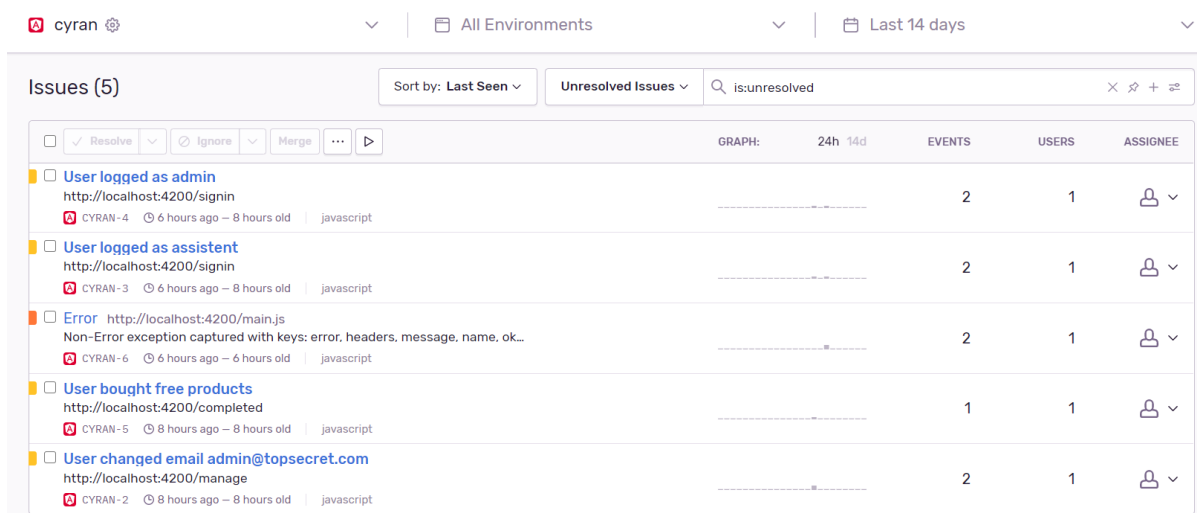 cyran All Environments Last 14 days
Issues (5) Sort by: Last Seen Unresolved Issues is:unresolved
Resolve Ignore Merge ... GRAPH: 24h 14d EVENTS USERS ASSIGNEE
User logged as admin
http://localhost:4200/signin 2 1
CYRAN-4 6 hours ago — 8 hours old javascript
User logged as assistent
http://localhost:4200/signin 2 1
CYRAN-3 6 hours ago — 8 hours old javascript
Error http://localhost:4200/main.js
Non-Error exception captured with keys: error, headers, message, name, ok... 2 1
CYRAN-6 6 hours ago — 6 hours old javascript
User bought free products
http://localhost:4200/completed 1 1
CYRAN-5 8 hours ago — 8 hours old javascript
User changed email admin@topsecret.com
http://localhost:4200/manage 2 1
CYRAN-2 8 hours ago — 8 hours old javascript